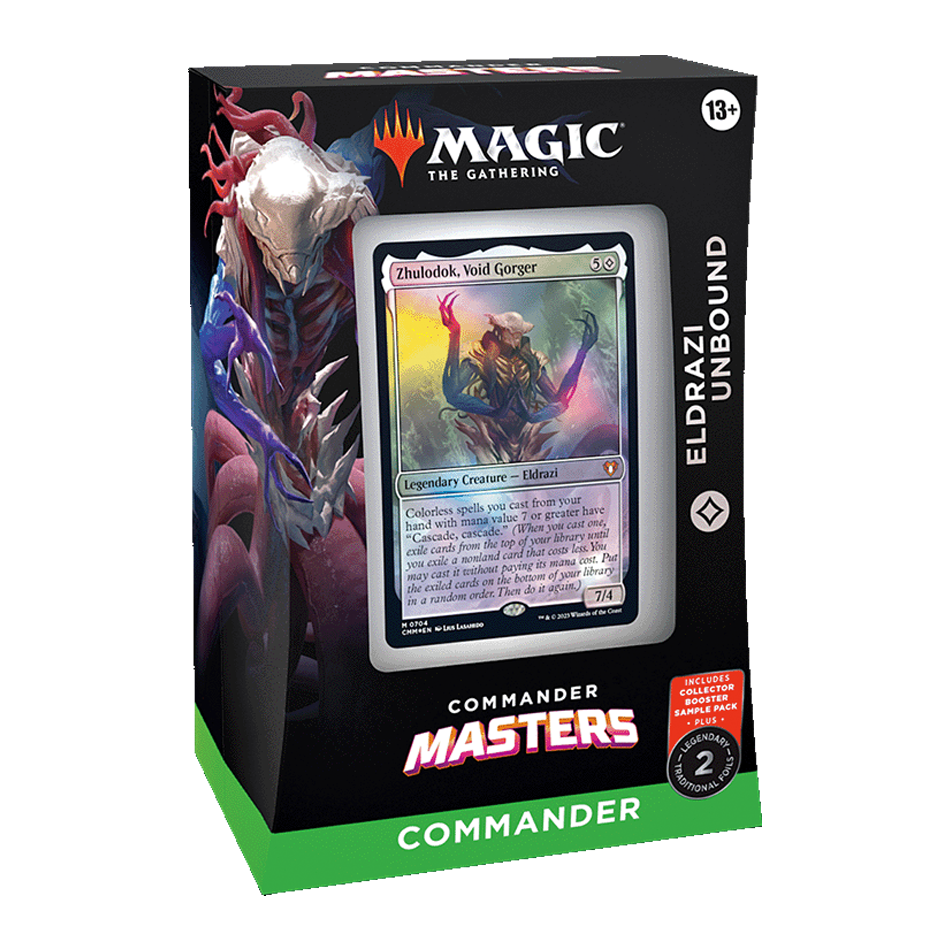 COMMANDER
MASTERS
13+
MAGIC
THE GATHERING
Zhulodok, Void Gorger 5
Legendary Creature — Eldrazi
Colorless spells you cast from your
hand with mana value 7 or greater have
"Cascade, cascade." (When you cast one,
exile cards from the top of your library until
you exile a nonland card that costs less. You
may cast it without paying its mana cost. Put
the exiled cards on the bottom of your library
in a random order. Then do it again.)
7/4
M 0704
CMM • EN Lius Lasahido
™ & © 2023 Wizards of the Coast
ELDRAZI
UNBOUND
COMMANDER
MASTERS
INCLUDES
COLLECTOR
BOOSTER
SAMPLE PACK
• PLUS •
LEGENDARY
2
TRADITIONAL FOILS
COMMANDER